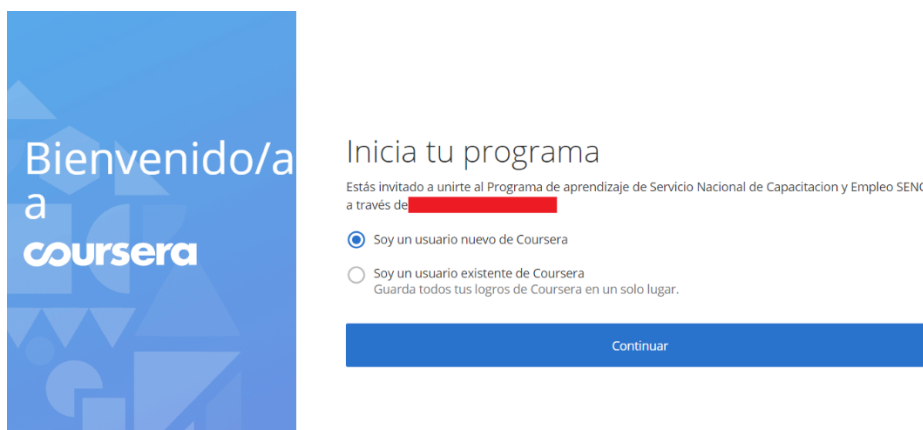 Bienvenido/a
a
coursera
Inicia tu programa
Estás invitado a unirte al Programa de aprendizaje de Servicio Nacional de Capacitacion y Empleo
a través de
Soy un usuario nuevo de Coursera
Soy un usuario existente de Coursera
Guarda todos tus logros de Coursera en un solo lugar.
Continuar